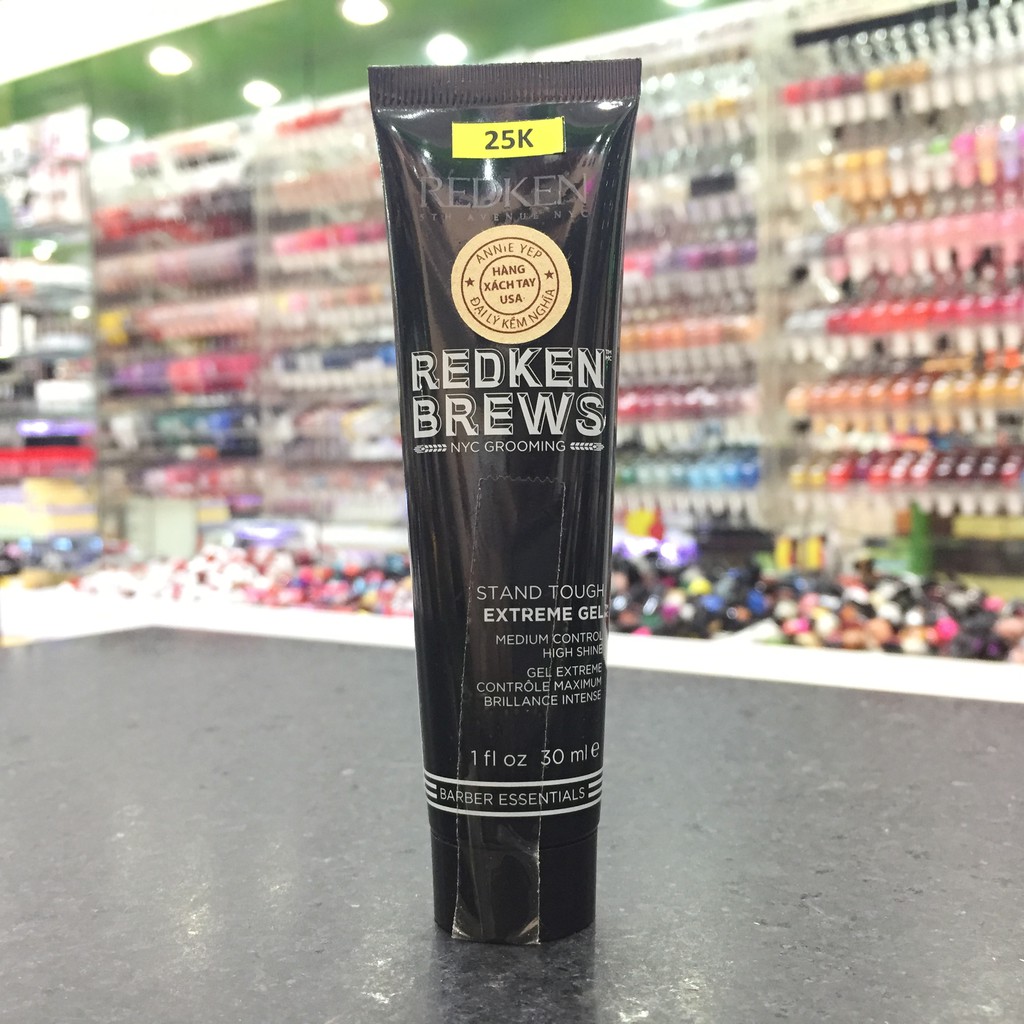 25K
REDKEN
5TH AVENUE NYC
ANNiE YEP
HÀNG
XÁCH TAY
USA
ĐẠI LÝ KẾM NGHĨA
REDKEN
BREWS
NYC GROOMING
STAND TOUGH
EXTREME GEL
MEDIUM CONTROL
HIGH SHINE
GEL EXTREME
CONTRÔLE MAXIMUM
BRILLANCE INTENSE
1 fl oz 30 ml e
BARBER ESSENTIALS